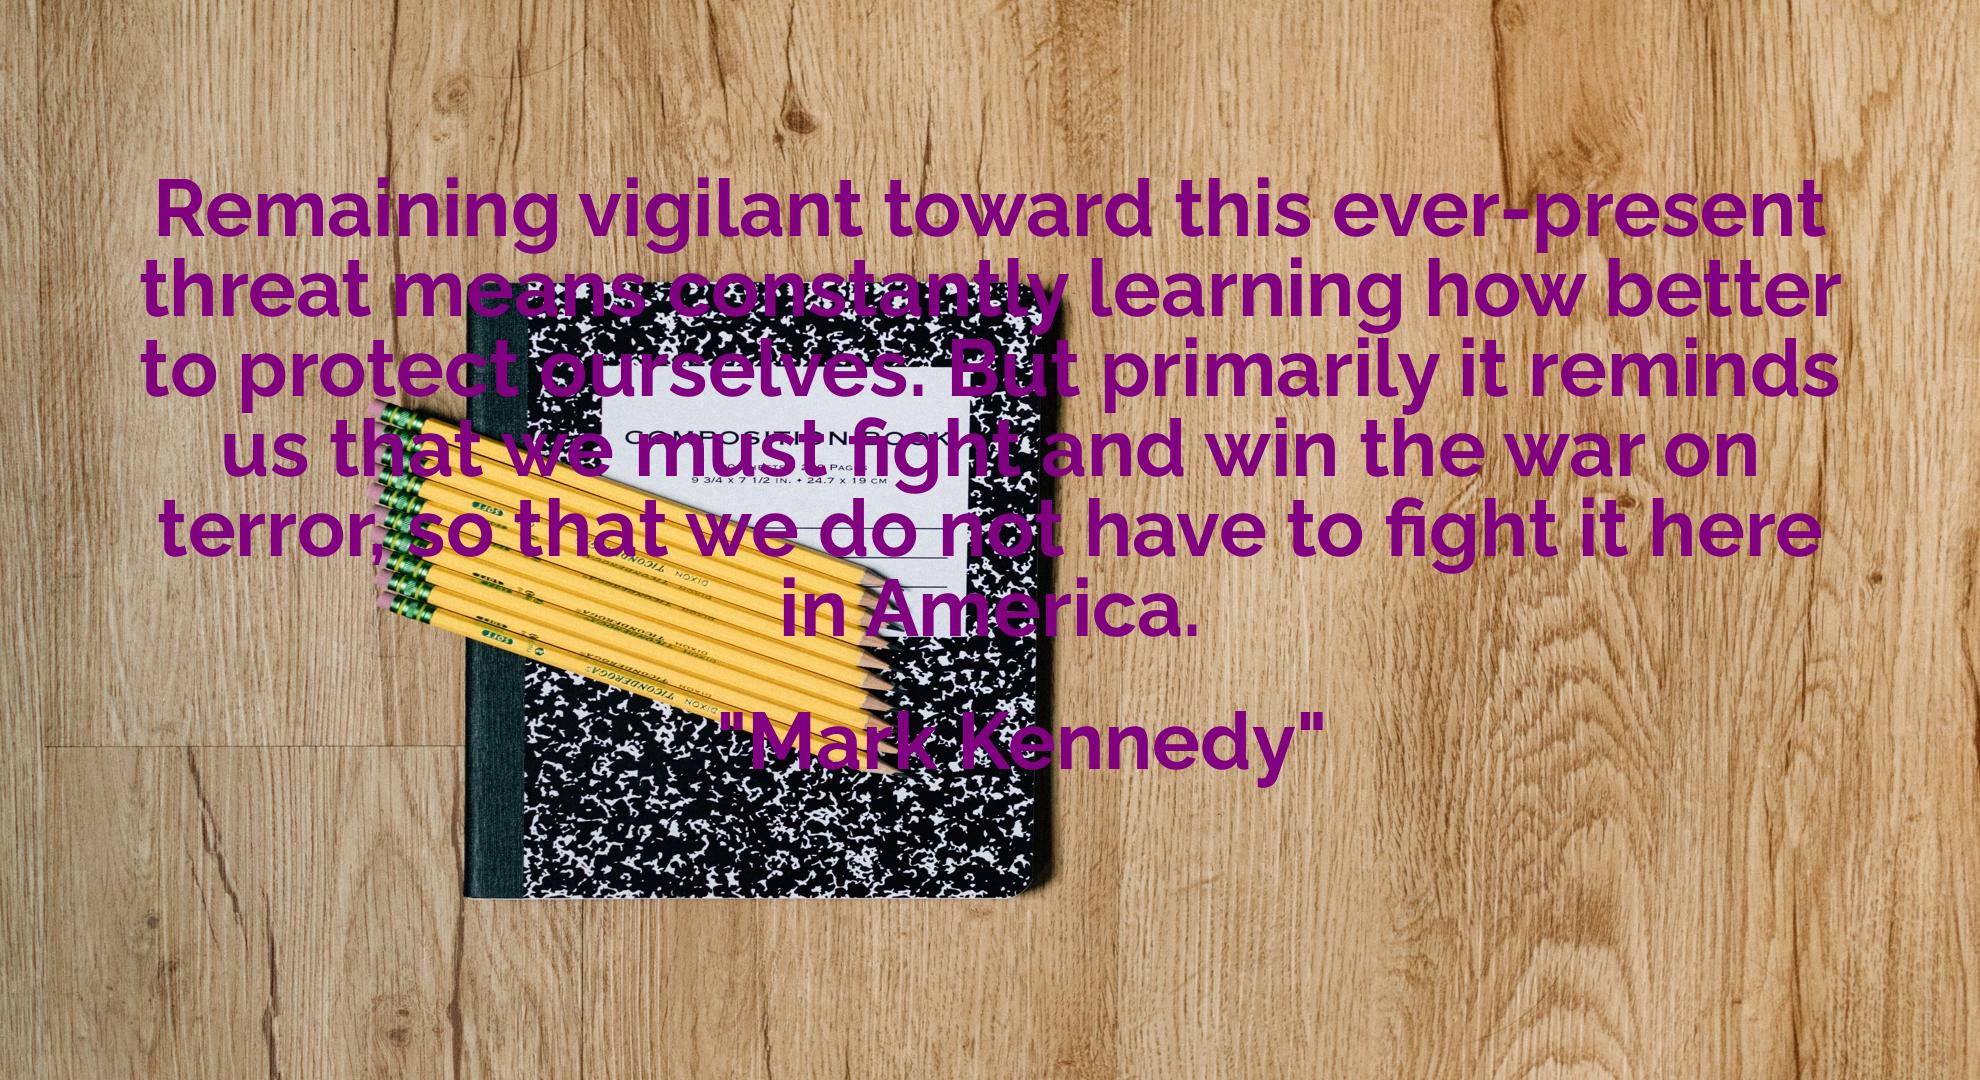 Remaining vigilant toward this ever-present
threat means constantly learning how better
to protect ourselves. But primarily it reminds
us that we must fight and win the war on
terror, so that we do not have to fight it here
in America.
"Mark Kennedy"
COMPOSITION BOOK
9 3/4 x 7 1/2 IN. • 24.7 x 19 CM
DIXON TICONDEROGA
SOFT